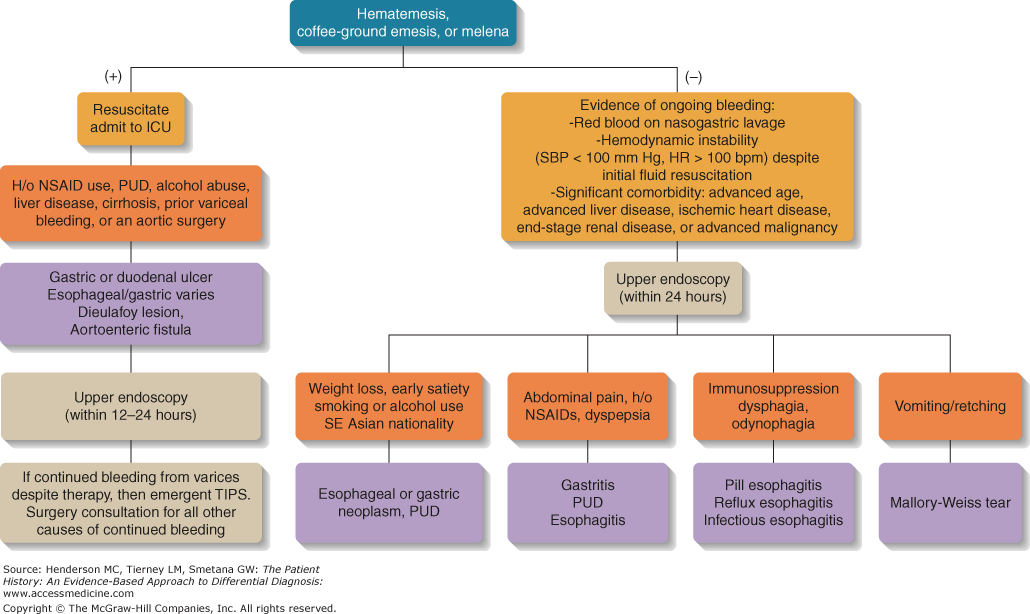 Hematemesis,
coffee-ground emesis, or melena
(+)
(–)
Resuscitate
admit to ICU
H/o NSAID use, PUD, alcohol abuse,
liver disease, cirrhosis, prior variceal
bleeding, or an aortic surgery
Gastric or duodenal ulcer
Esophageal/gastric varies
Dieulafoy lesion,
Aortoenteric fistula
Upper endoscopy
(within 12–24 hours)
If continued bleeding from varices
despite therapy, then emergent TIPS.
Surgery consultation for all other
causes of continued bleeding
Evidence of ongoing bleeding:
-Red blood on nasogastric lavage
-Hemodynamic instability
(SBP < 100 mm Hg, HR > 100 bpm) despite
initial fluid resuscitation
-Significant comorbidity: advanced age,
advanced liver disease, ischemic heart disease,
end-stage renal disease, or advanced malignancy
Upper endoscopy
(within 24 hours)
Weight loss, early satiety
smoking or alcohol use
SE Asian nationality
Esophageal or gastric
neoplasm, PUD
Abdominal pain, h/o
NSAIDs, dyspepsia
Gastritis
PUD
Esophagitis
Immunosuppression
dysphagia,
odynophagia
Pill esophagitis
Reflux esophagitis
Infectious esophagitis
Vomiting/retching
Mallory-Weiss tear
Source: Henderson MC, Tierney LM, Smetana GW: The Patient
History: An Evidence-Based Approach to Differential Diagnosis:
www.accessmedicine.com
Copyright © The McGraw-Hill Companies, Inc. All rights reserved.